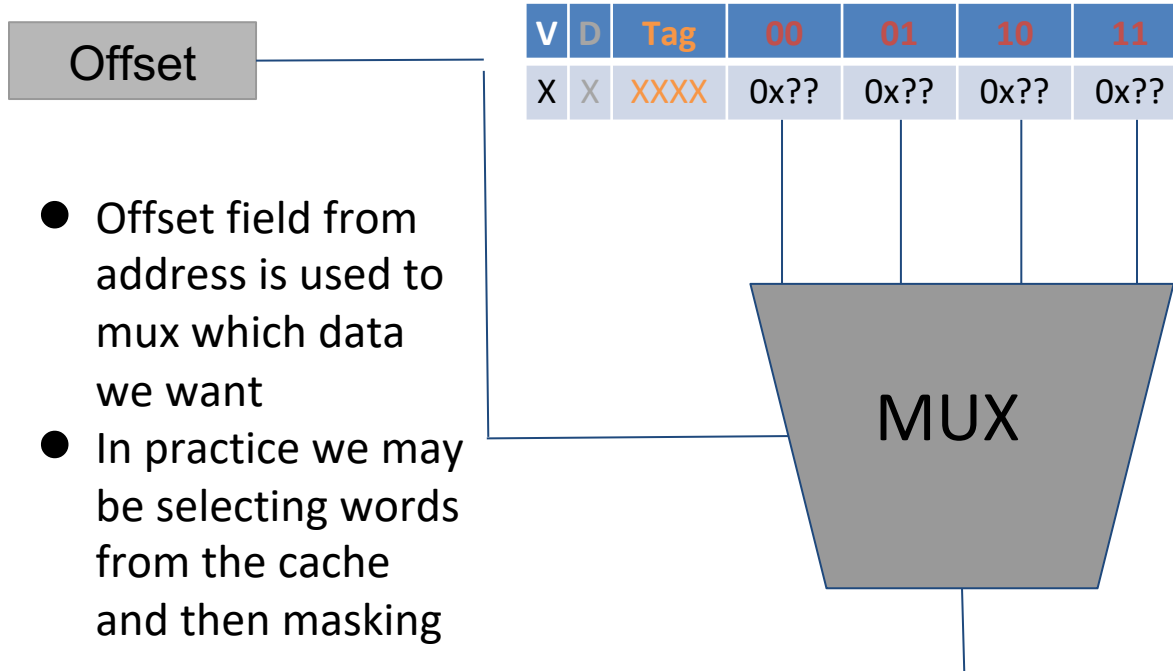 V D Tag 00 01 10 11
Offset
X X XXXX 0x?? 0x?? 0x?? 0x??
● Offset field from
address is used to
mux which data
we want
● In practice we may
be selecting words
from the cache
and then masking
MUX